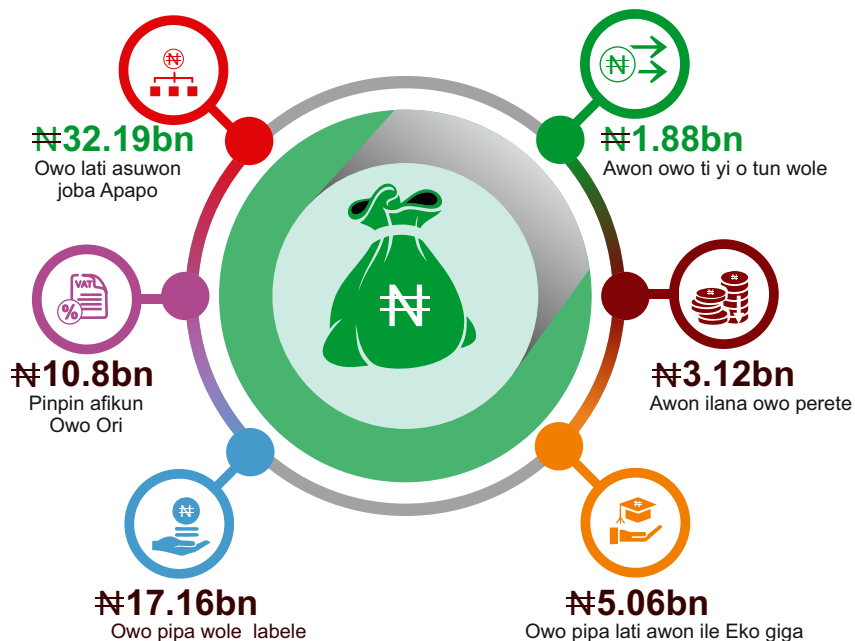 ₦32.19bn
Owo lati asuwon
joba Apapo
₦1.88bn
Awon owo ti yi o tun wole
VAT
%
₦10.8bn
Pinpin afikun
Owo Ori
₦
₦3.12bn
Awon ilana owo perete
₦17.16bn
Owo pipa wole labele
₦5.06bn
Owo pipa lati awon ile Eko giga